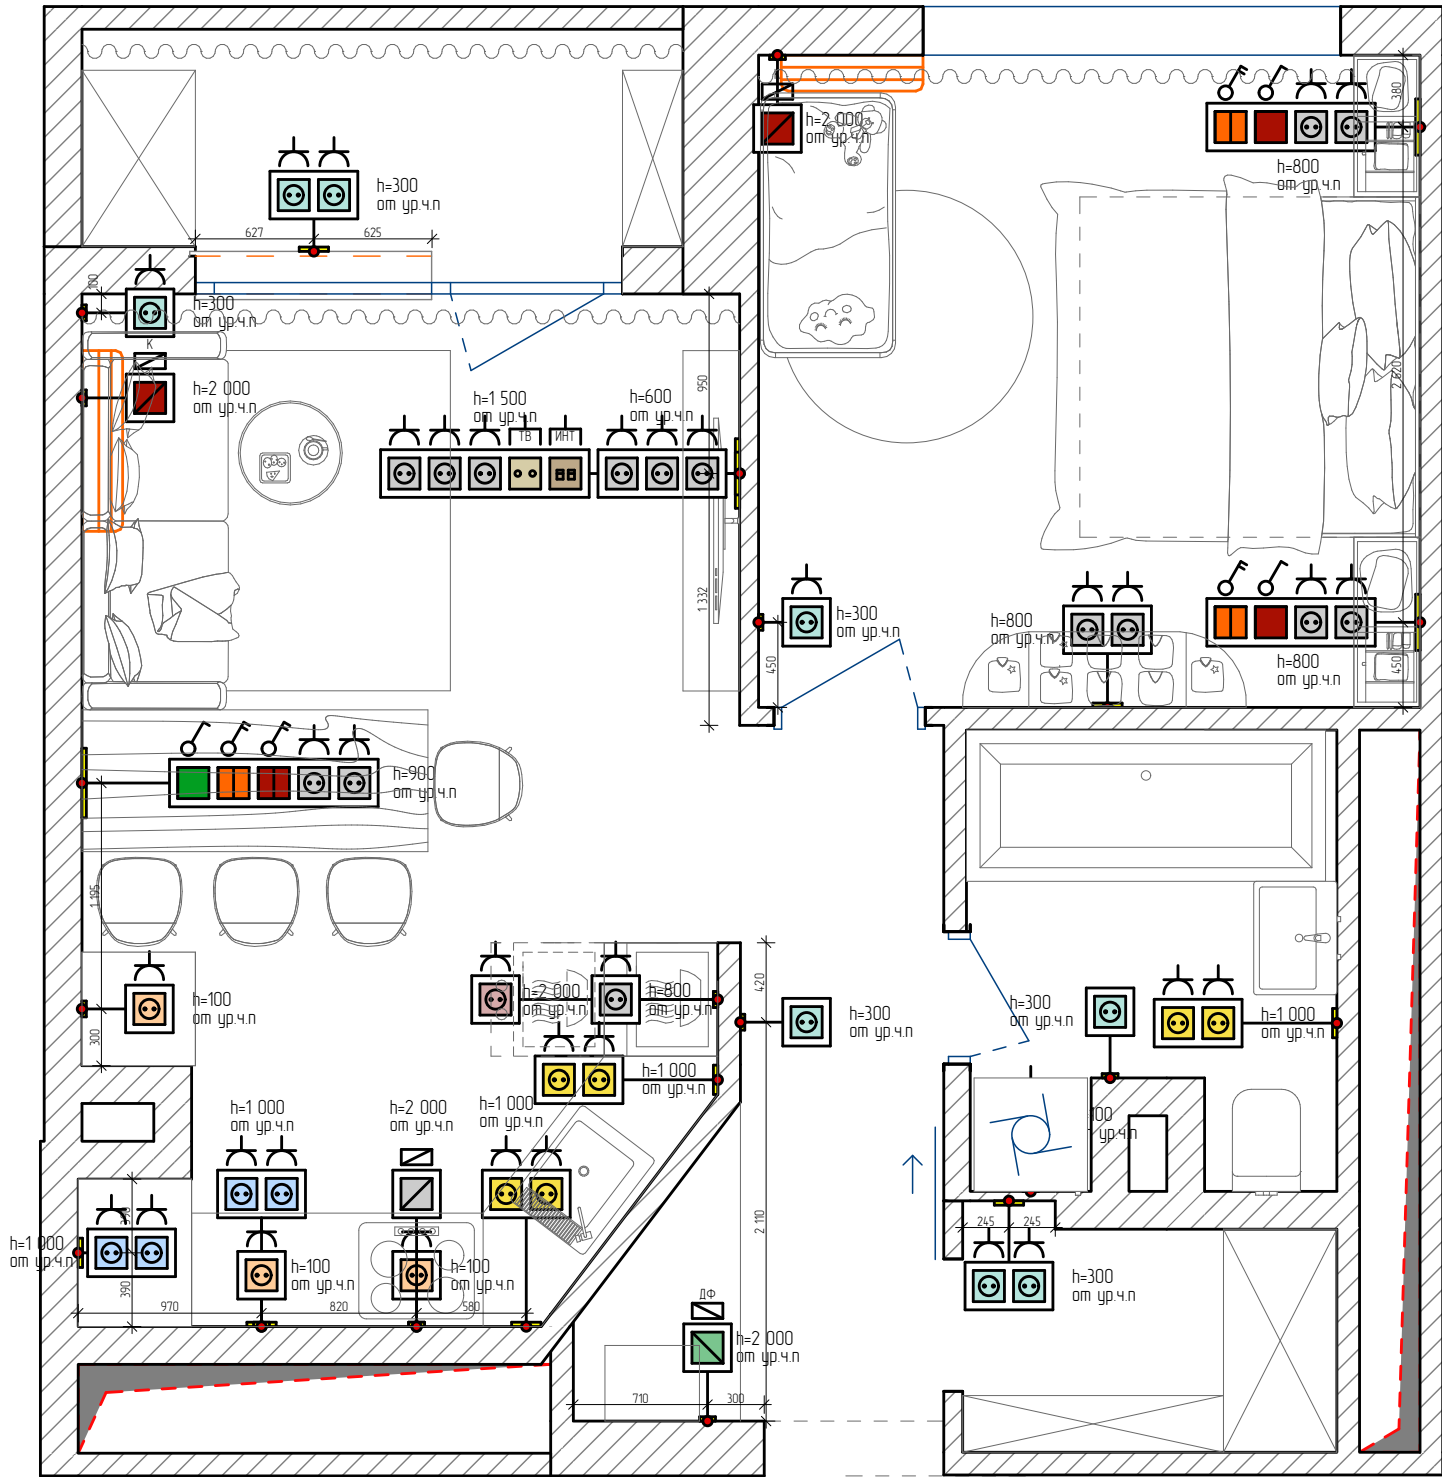 h=300
от ур.ч.п
627
625
100
h=300
от ур.ч.п
К
h=2 000
от ур.ч.п
h=2 000
от ур.ч.п
380
h=800
от ур.ч.п
2 620
950
h=1 500
от ур.ч.п
ТВ
ИНТ
h=600
от ур.ч.п
1 332
h=300
от ур.ч.п
450
h=800
от ур.ч.п
h=800
от ур.ч.п
450
h=900
от ур.ч.п
1 195
h=100
от ур.ч.п
300
h=2 000
от ур.ч.п
h=800
от ур.ч.п
420
h=300
от ур.ч.п
h=300
от ур.ч.п
h=1 000
от ур.ч.п
h=1 000
от ур.ч.п
h=1 000
от ур.ч.п
h=2 000
от ур.ч.п
h=1 000
от ур.ч.п
100
ур.ч.п
h=1 000
от ур.ч.п
390
390
h=100
от ур.ч.п
h=100
от ур.ч.п
970
820
580
2 110
245
245
h=300
от ур.ч.п
ДФ
h=2 000
от ур.ч.п
710
300